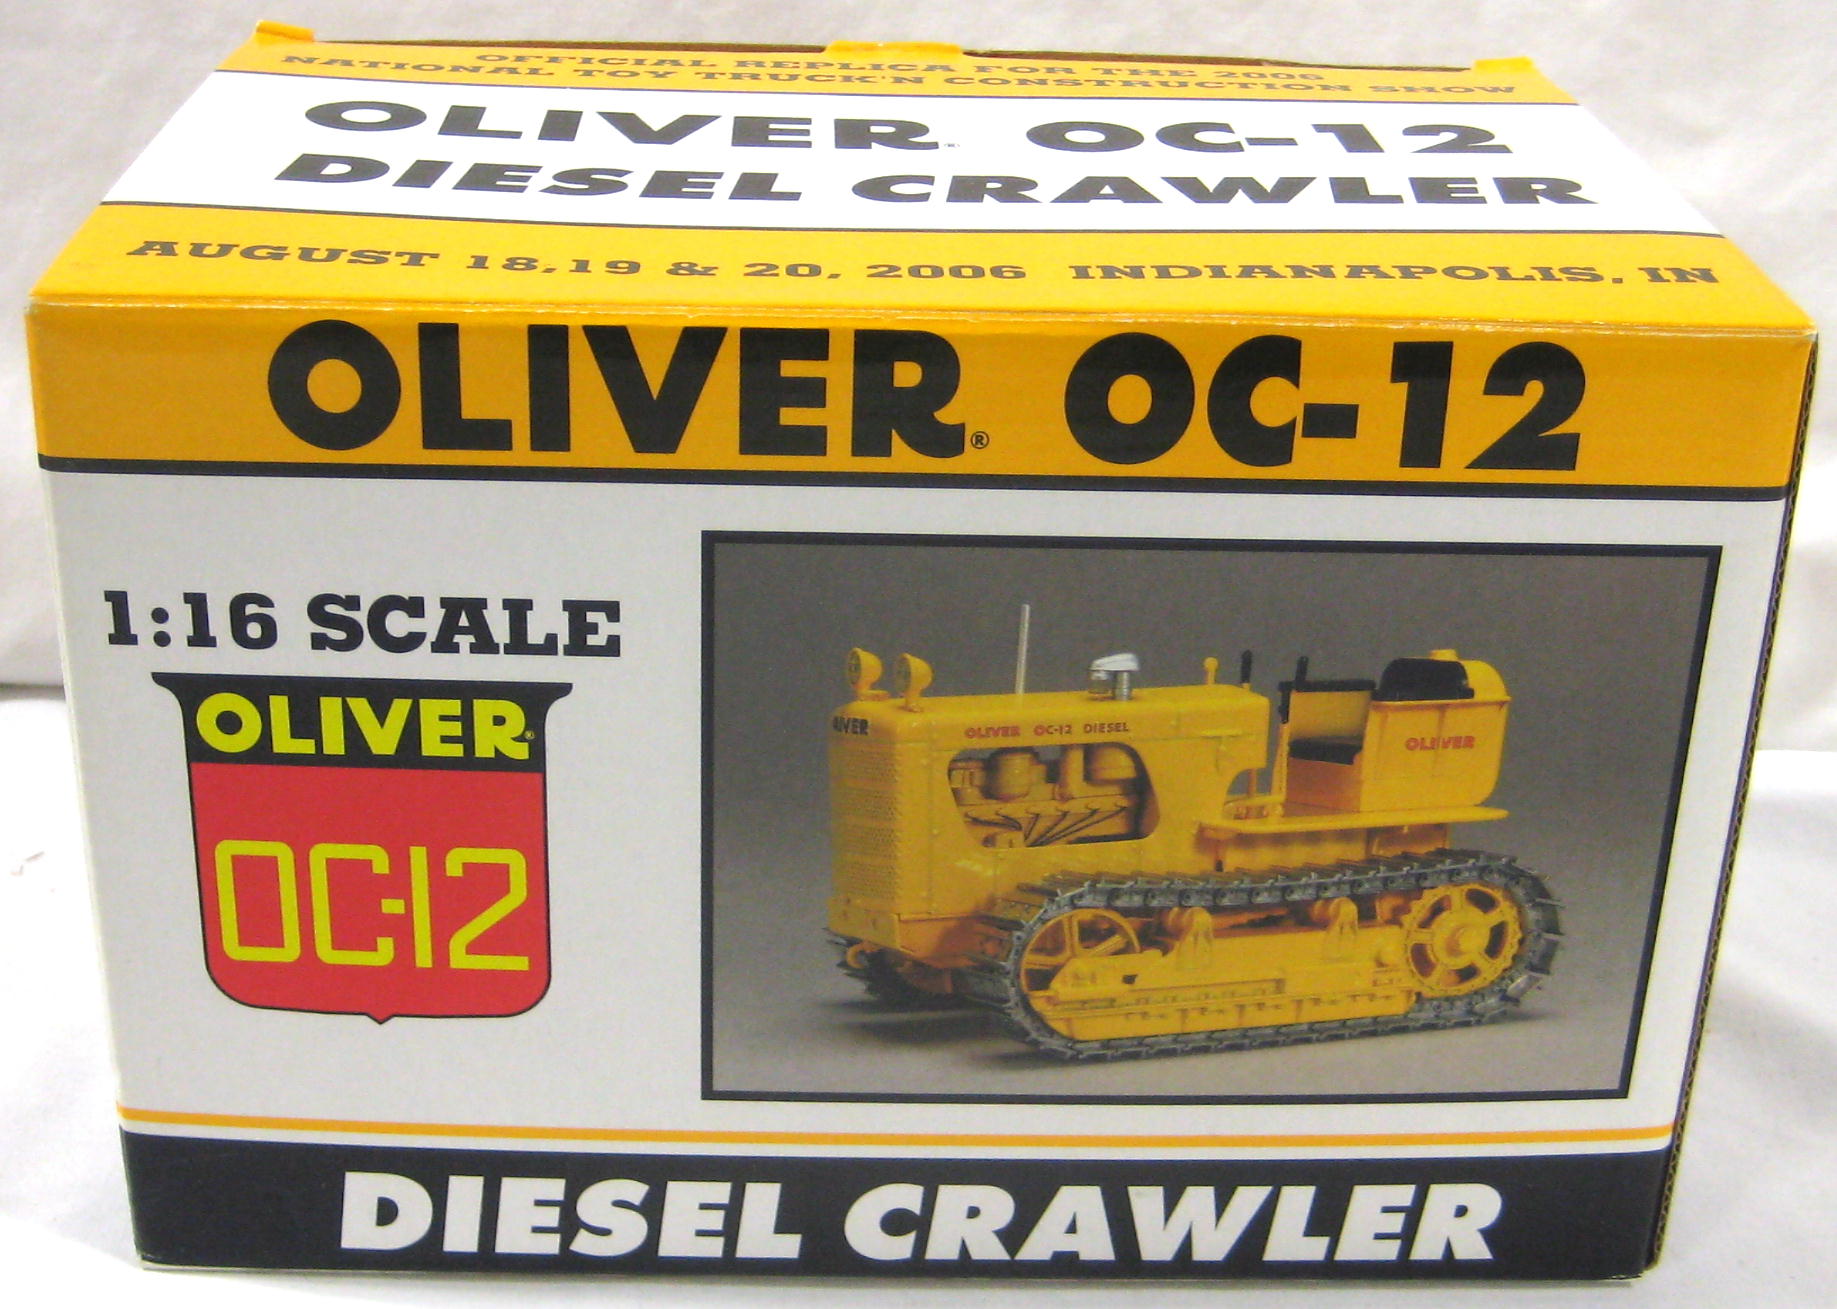 OFFICIAL REPLICA FOR THE 2006
NATIONAL TOY TRUCK'N CONSTRUCTION SHOW
OLIVER® OC-12
DIESEL CRAWLER
AUGUST 18,19 & 20, 2006 INDIANAPOLIS, IN
OLIVER® OC-12
1:16 SCALE
OLIVER®
OC-12
OLIVER
OLIVER OC-12 DIESEL
OLIVER
DIESEL CRAWLER